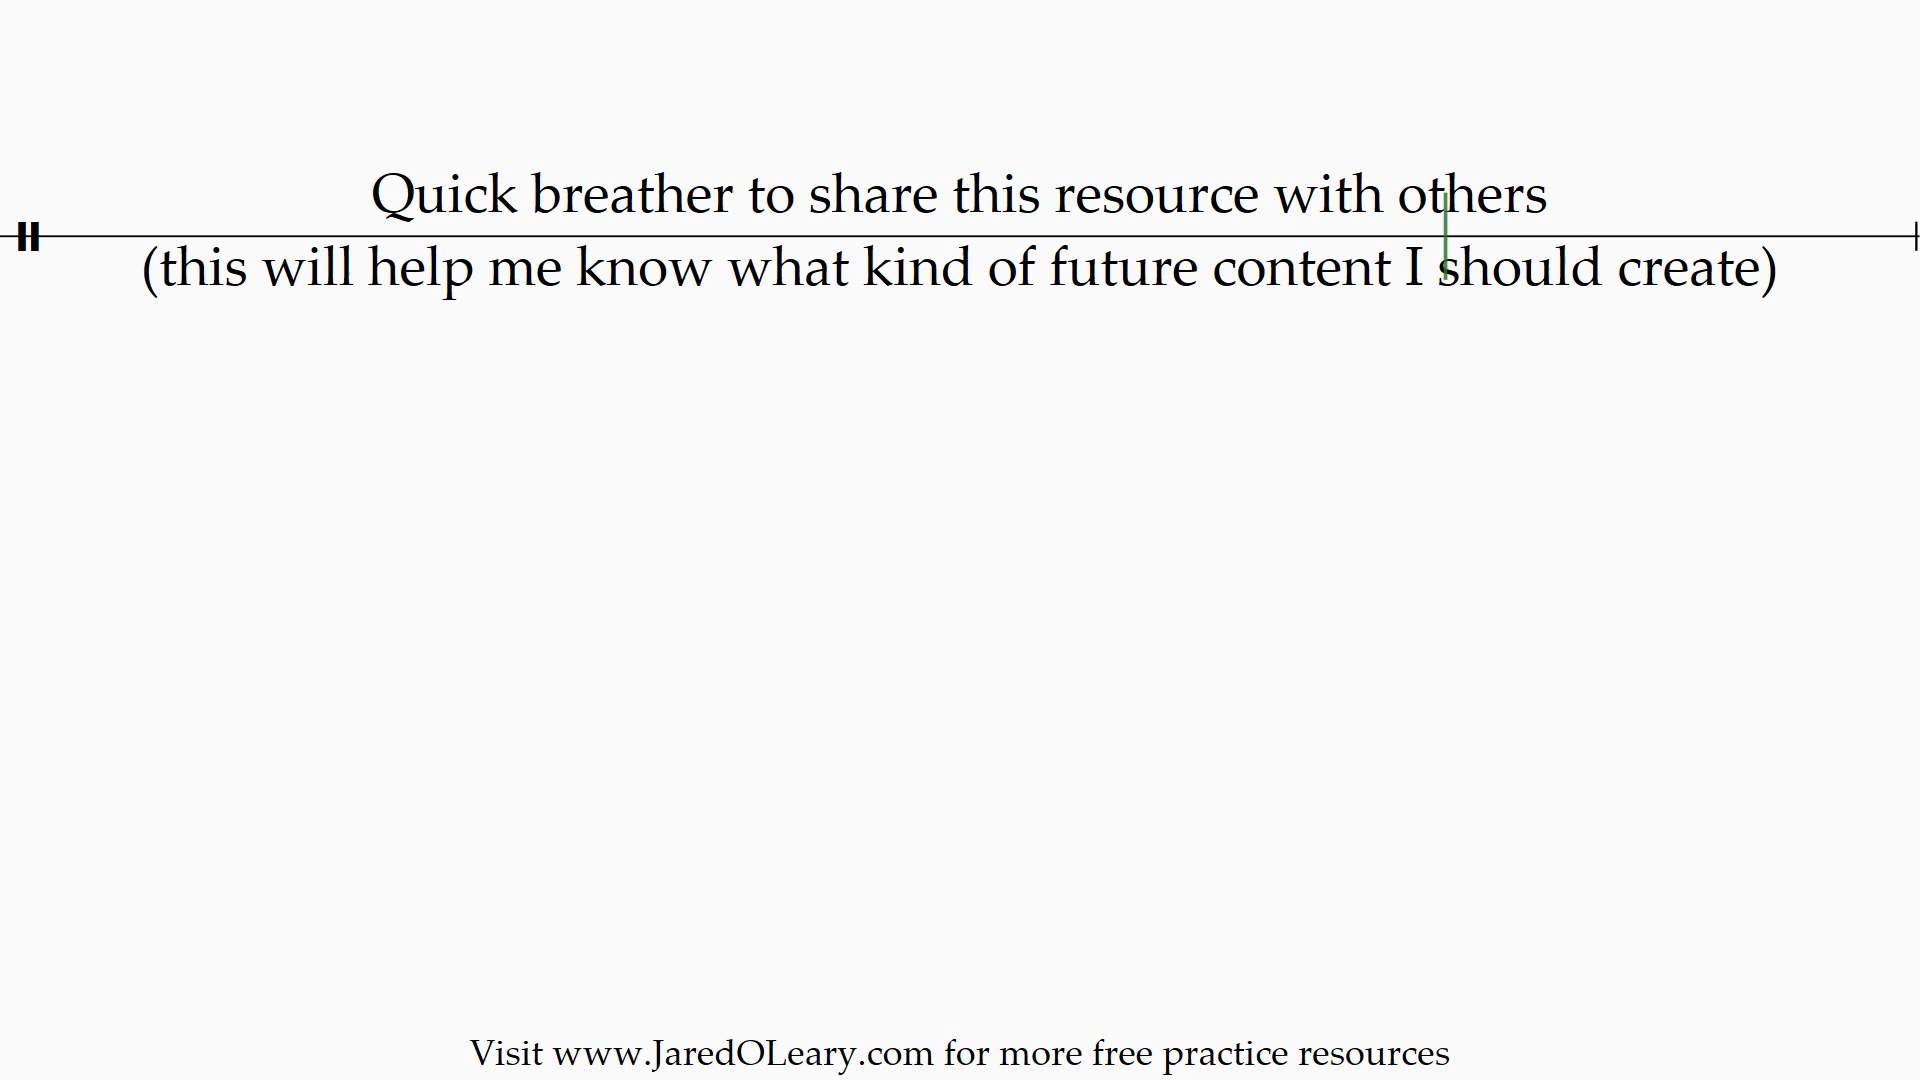 Quick breather to share this resource with others
(this will help me know what kind of future content I should create)
Visit www.JaredOLeary.com for more free practice resources